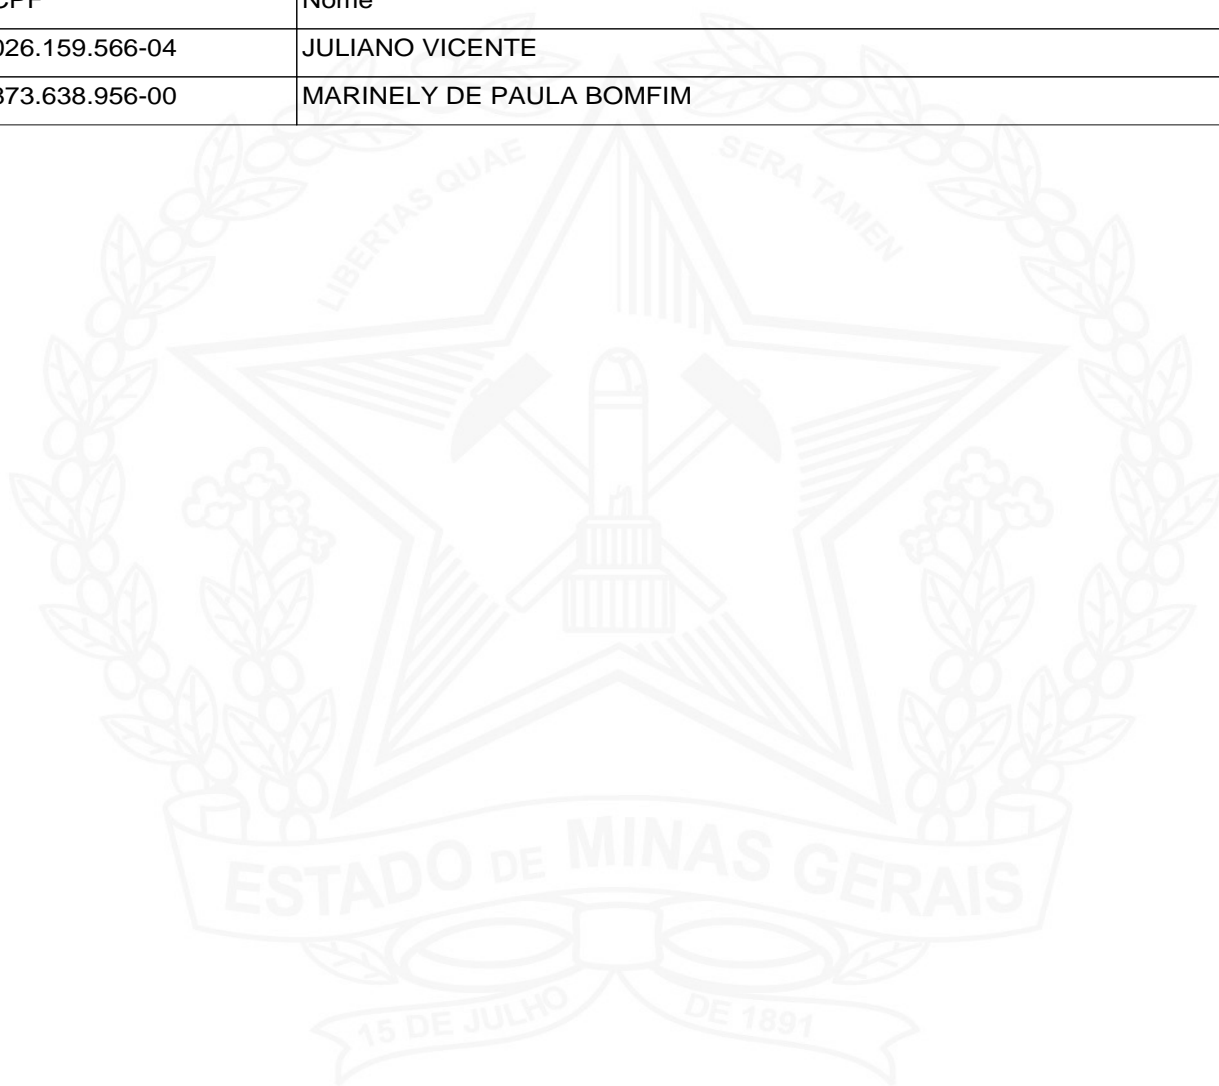 CPF Nome
026.159.566-04 JULIANO VICENTE
873.638.956-00 MARINELY DE PAULA BOMFIM
LIBERTAS QUAE SERA TAMEN
ESTADO DE MINAS GERAIS
15 DE JULHO DE 1891